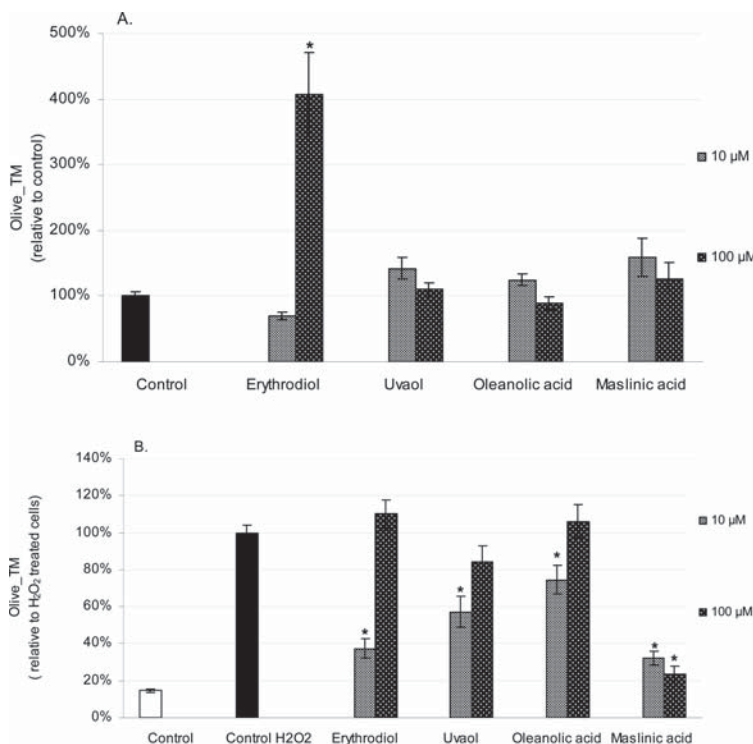 A.
500%
*
400%
300%
200%
100%
0%
Olive_TM
(relative to control)
10 µM
100 µM
Control Erythrodiol Uvaol Oleanolic acid Maslinic acid
B.
140%
120%
100%
80%
60%
40%
20%
0%
Olive_TM
( relative to H₂O₂ treated cells)
* * * * *
10 µM
100 µM
Control Control H2O2 Erythrodiol Uvaol Oleanolic acid Maslinic acid